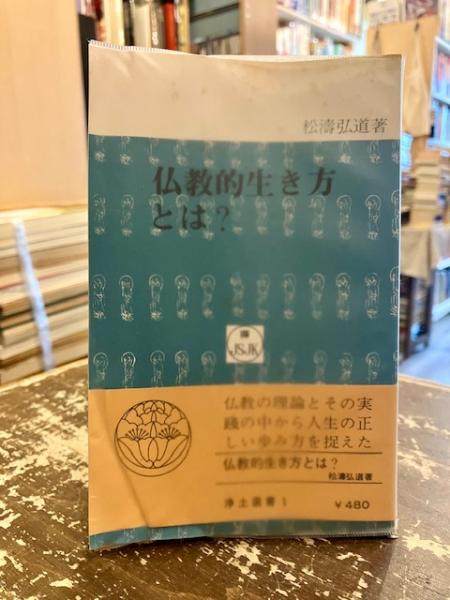 松濤弘道著
仏教的生き方
とは?
JSJK
仏教の理論とその実
践の中から人生の正
しい歩み方を捉えた
仏教的生き方とは?
松濤弘道著
浄土選書1
¥480